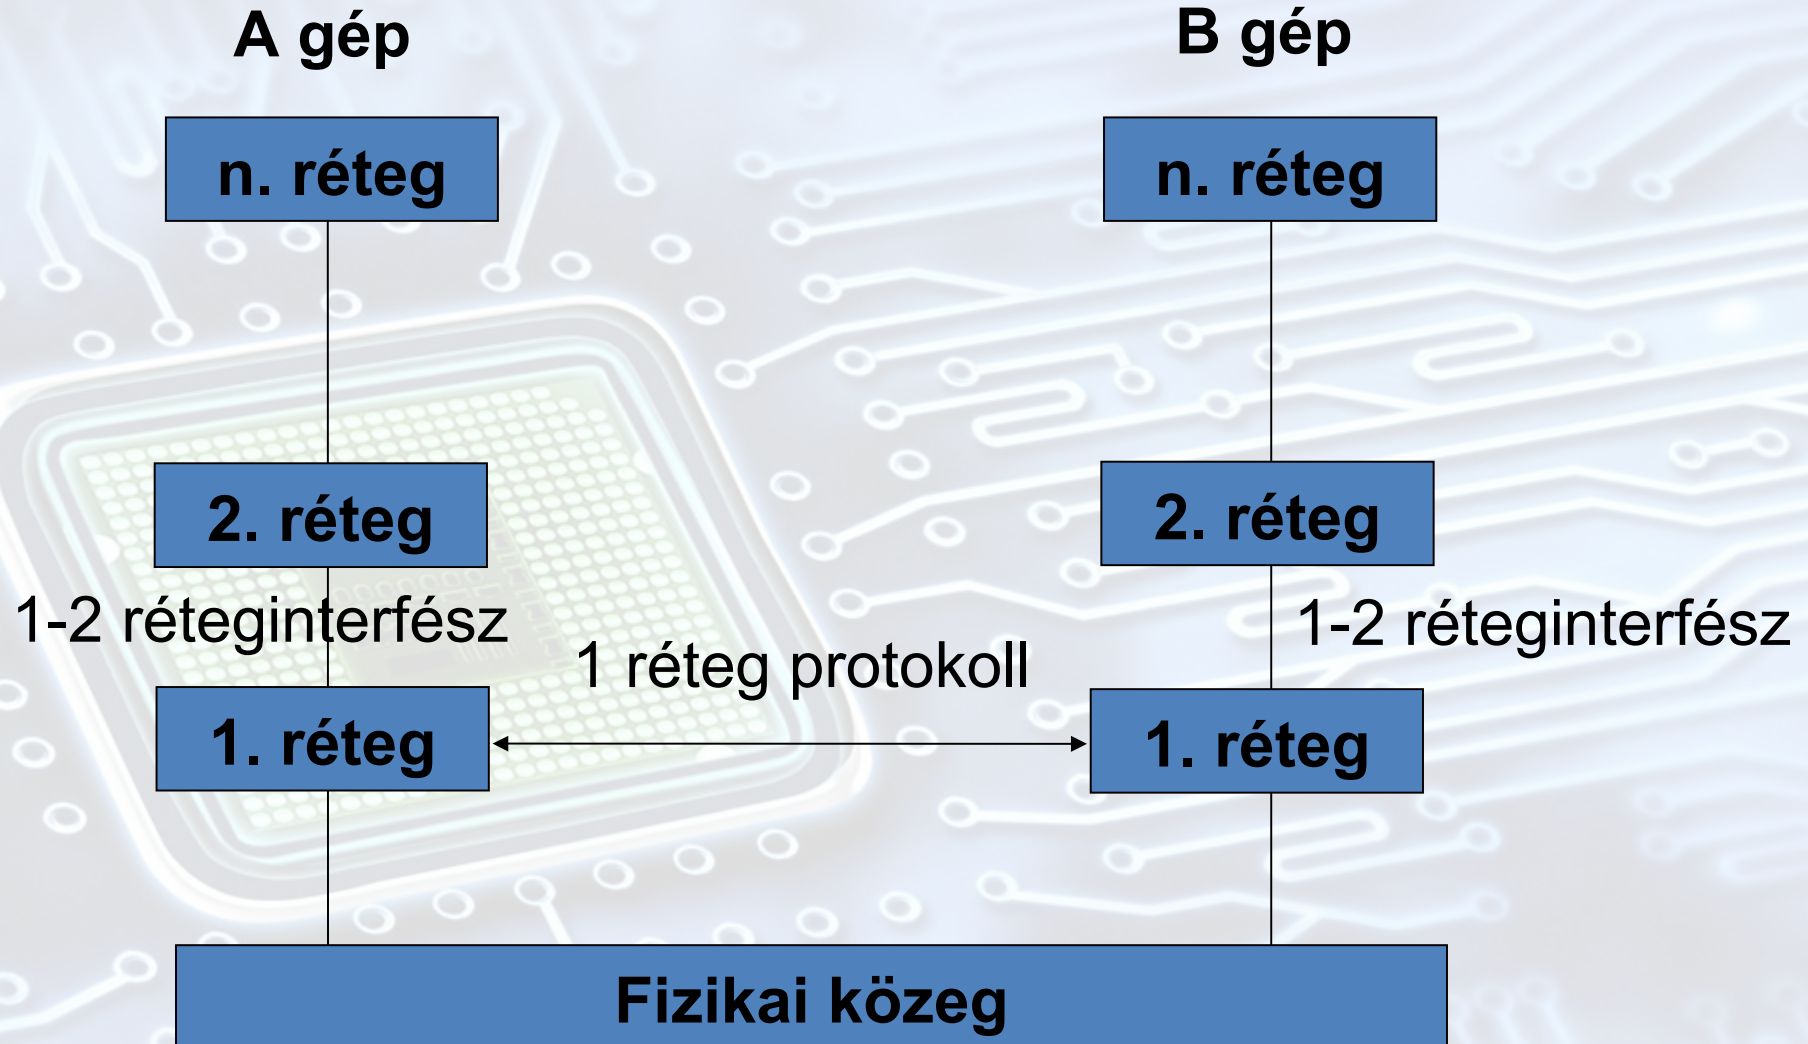 A gép
B gép
n. réteg
n. réteg
2. réteg
2. réteg
1-2 réteginterfész
1-2 réteginterfész
1 réteg protokoll
1. réteg
1. réteg
Fizikai közeg